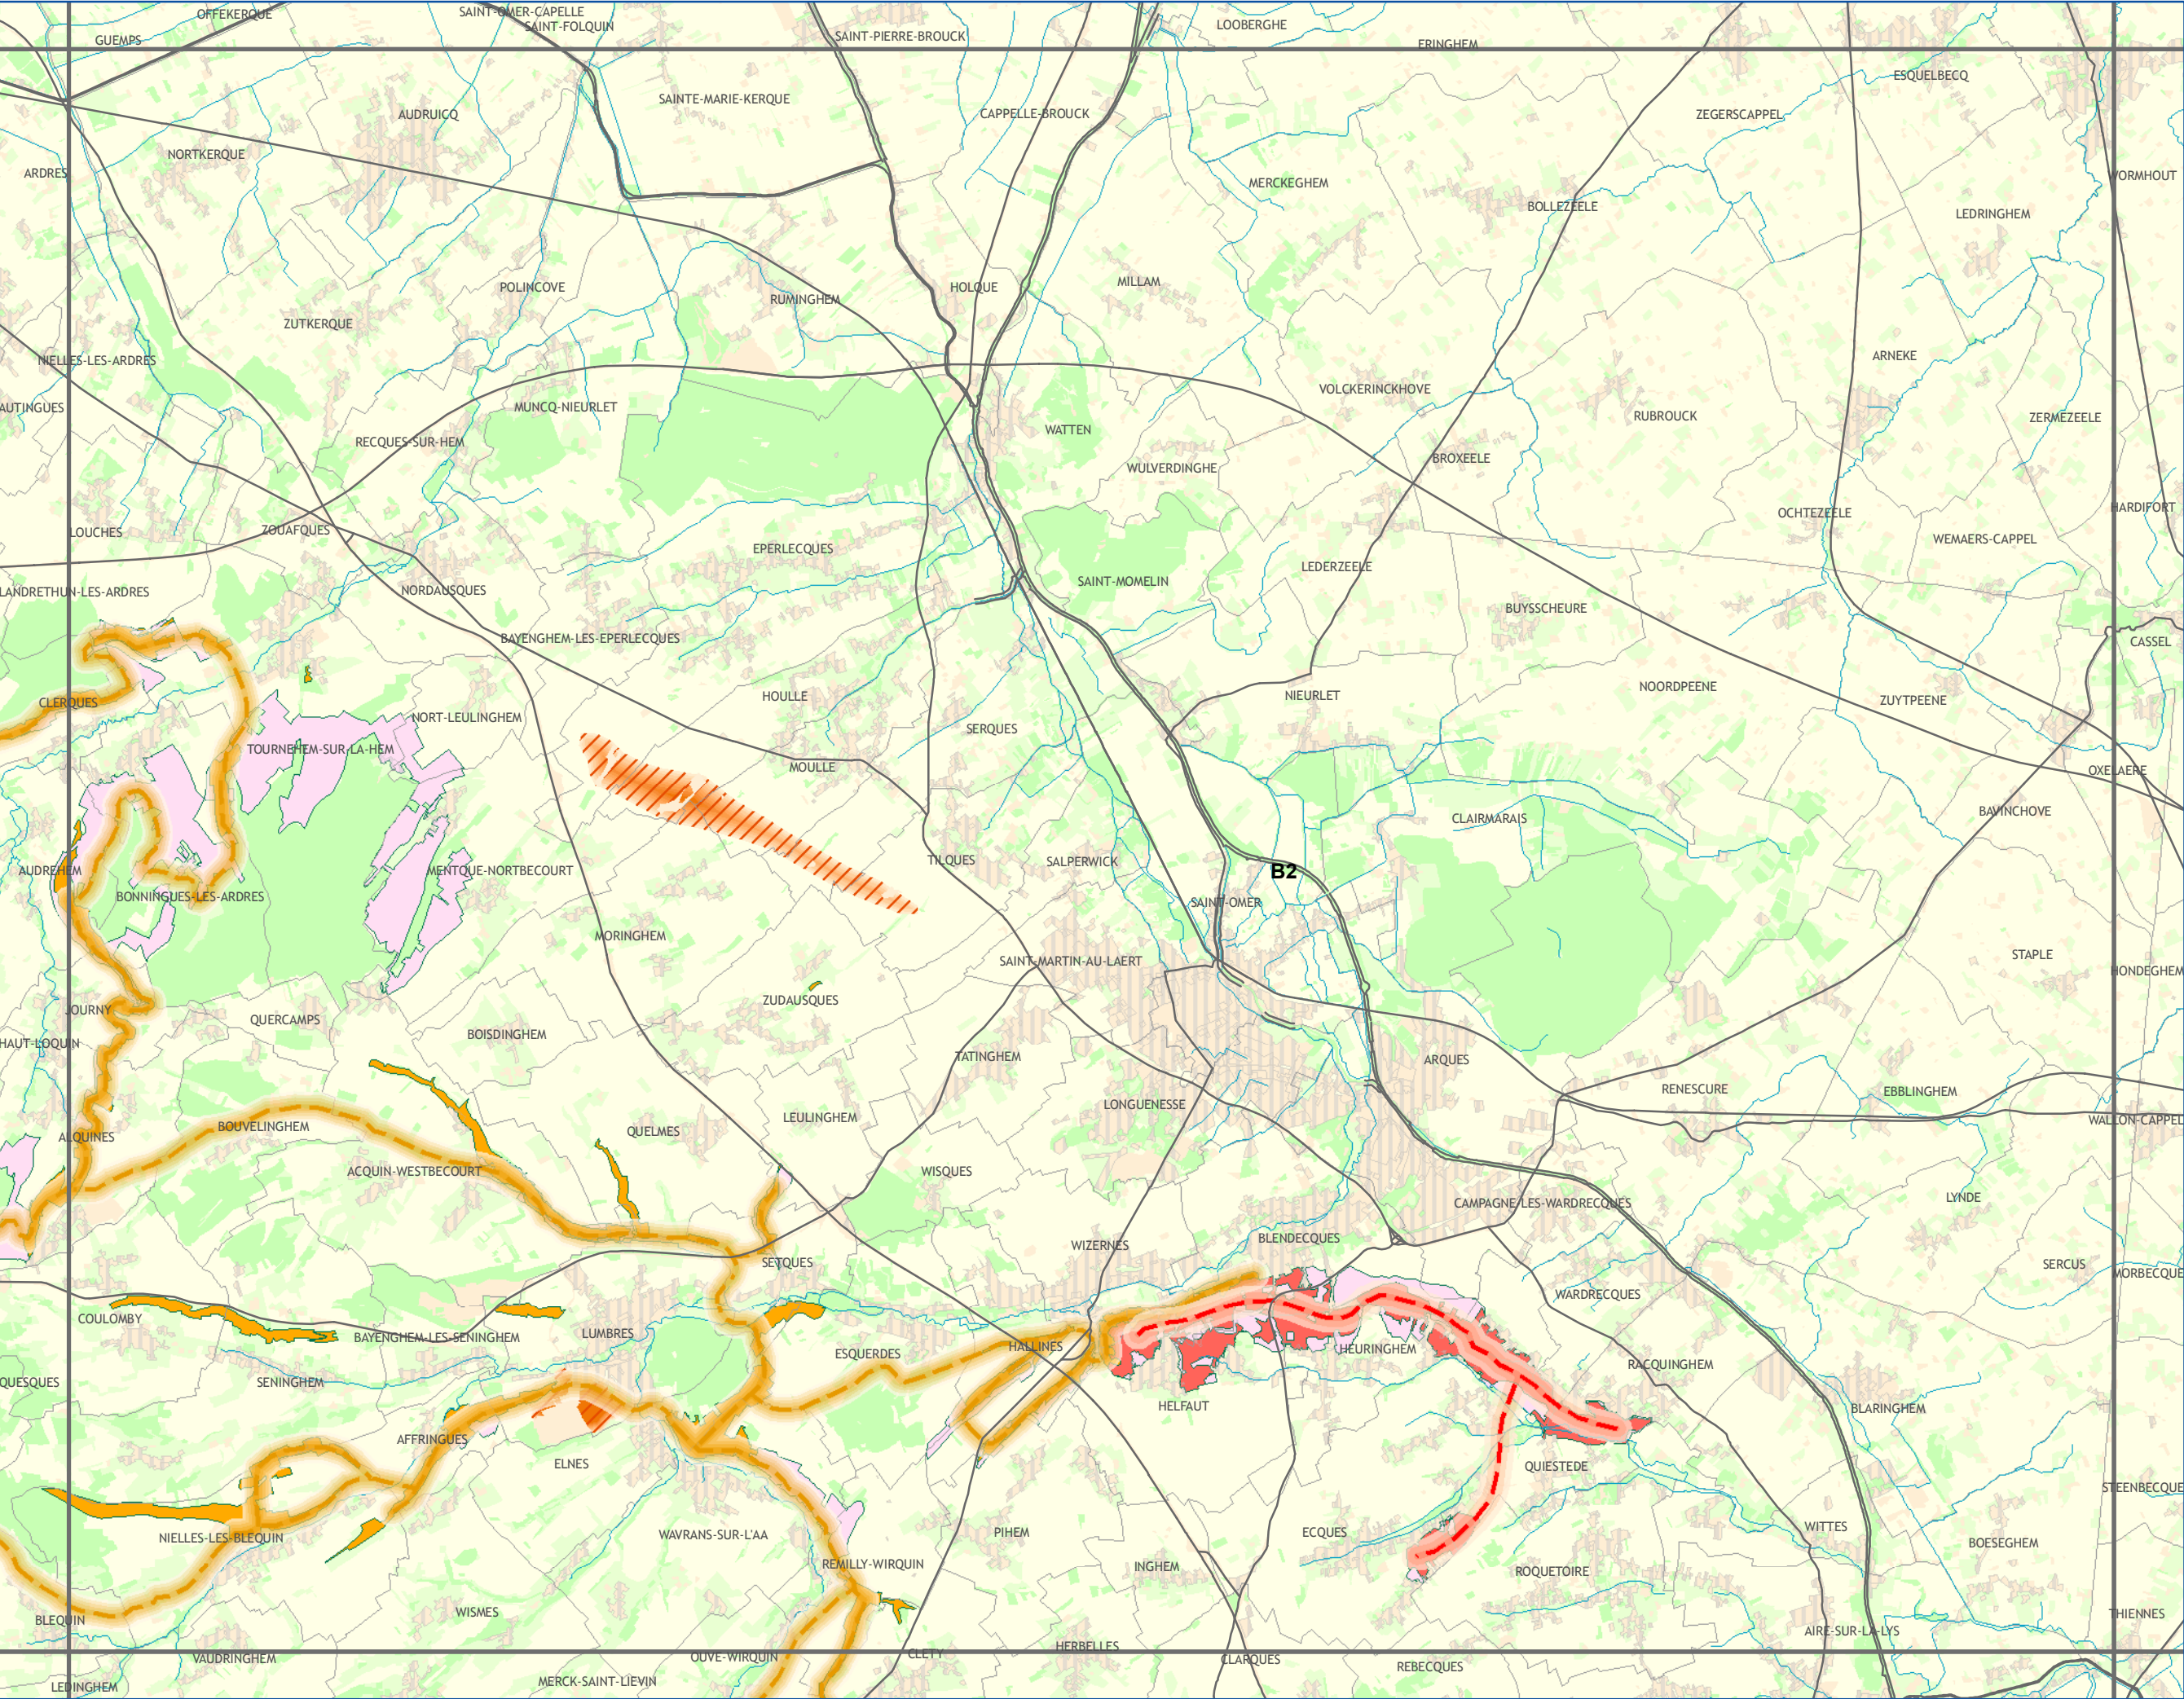 OFFEKERQUE
SAINT-OMER-CAPELLE
SAINT-FOLQUIN
LOOBERGHE
GUEMPS
SAINT-PIERRE-BROUCK
ERINGHEM
ESQUELBECQ
SAINTE-MARIE-KERQUE
AUDRUICQ
CAPPELLE-BROUCK
ZEGERSCAPPEL
NORTKERQUE
ARDRES
WORMHOUT
MERCKEGHEM
BOLLEZEELE
LEDRINGHEM
POLINCOVE
RUMINGHEM
HOLQUE
MILLAM
ZUTKERQUE
NIELLES-LES-ARDRES
ARNEKE
VOLCKERINCKHOVE
AUTINGUES
MUNCQ-NIEURLET
RUBROUCK
ZERMEZEELE
WATTEN
RECQUES-SUR-HEM
BROXEELE
WULVERDINGHE
HARDIFORT
OCHTEZEELE
LOUCHES
ZOUAFQUES
WEMAERS-CAPPEL
EPERLECQUES
LEDERZEELE
SAINT-MOMELIN
LANDRETHUN-LES-ARDRES
NORDAUSQUES
BUYSSCHEURE
BAYENGHEM-LES-EPERLECQUES
CASSEL
NOORDPEENE
CLERQUES
HOULLE
NIEURLET
ZUYTPEENE
NORT-LEULINGHEM
SERQUES
TOURNEHEM-SUR-LA-HEM
MOULLE
OXELAERE
BAVINCHOVE
CLAIRMARAIS
TILQUES
SALPERWICK
AUDREHEM
MENTQUE-NORTBECOURT
B2
BONNINGUES-LES-ARDRES
SAINT-OMER
MORINGHEM
STAPLE
SAINT-MARTIN-AU-LAERT
HONDEGHEM
ZUDAUSQUES
JOURNY
QUERCAMPS
BOISDINGHEM
HAUT-LOQUIN
TATINGHEM
ARQUES
RENESCURE
EBBLINGHEM
LONGUENESSE
LEULINGHEM
WALLON-CAPPEL
BOUVELINGHEM
QUELMES
ALQUINES
ACQUIN-WESTBECOURT
WISQUES
LYNDE
CAMPAGNE-LES-WARDRECQUES
BLENDECQUES
WIZERNES
SETQUES
SERCUS
MORBECQUE
WARDRECQUES
COULOMBY
BAYENGHEM-LES-SENINGHEM
LUMBRES
HALLINES
HEURINGHEM
ESQUERDES
RACQUINGHEM
QUESQUES
SENINGHEM
HELFAUT
BLARINGHEM
AFFRINGUES
ELNES
QUIESTEDE
STEENBECQUE
NIELLES-LES-BLEQUIN
WAVRANS-SUR-L'AA
PIHEM
ECQUES
WITTES
BOESEGHEM
REMILLY-WIRQUIN
INGHEM
ROQUETOIRE
WISMES
BLEQUIN
THIENNES
AIRE-SUR-LA-LYS
HERBELLES
CLETY
OUVE-WIRQUIN
VAUDRINGHEM
CLARQUES
REBECQUES
MERCK-SAINT-LIEVIN
LEDINGHEM